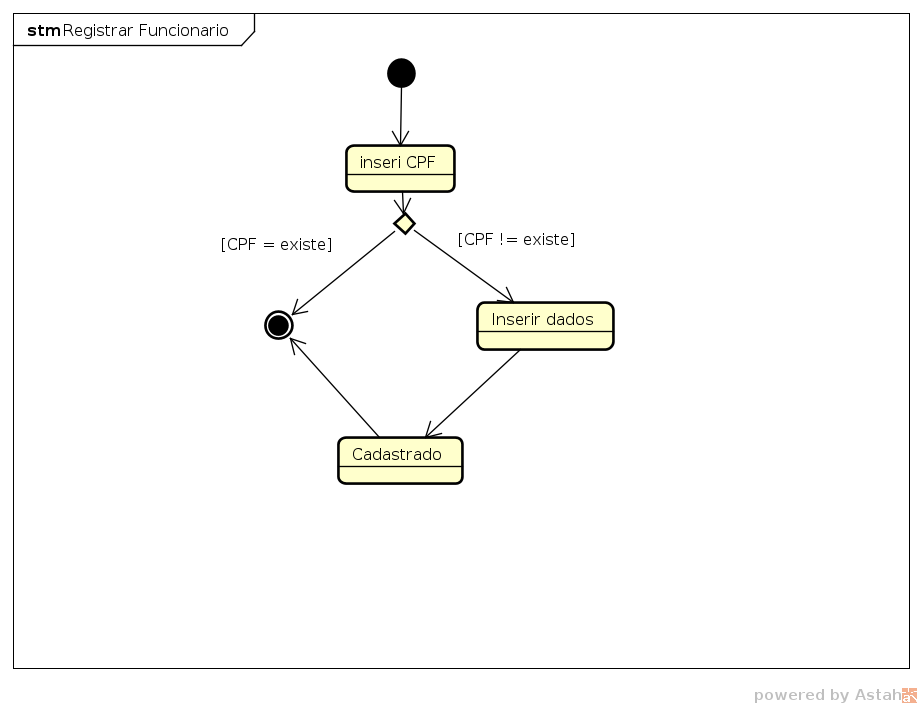 stm Registrar Funcionario
inseri CPF
[CPF = existe]
[CPF != existe]
Inserir dados
Cadastrado
powered by Astah